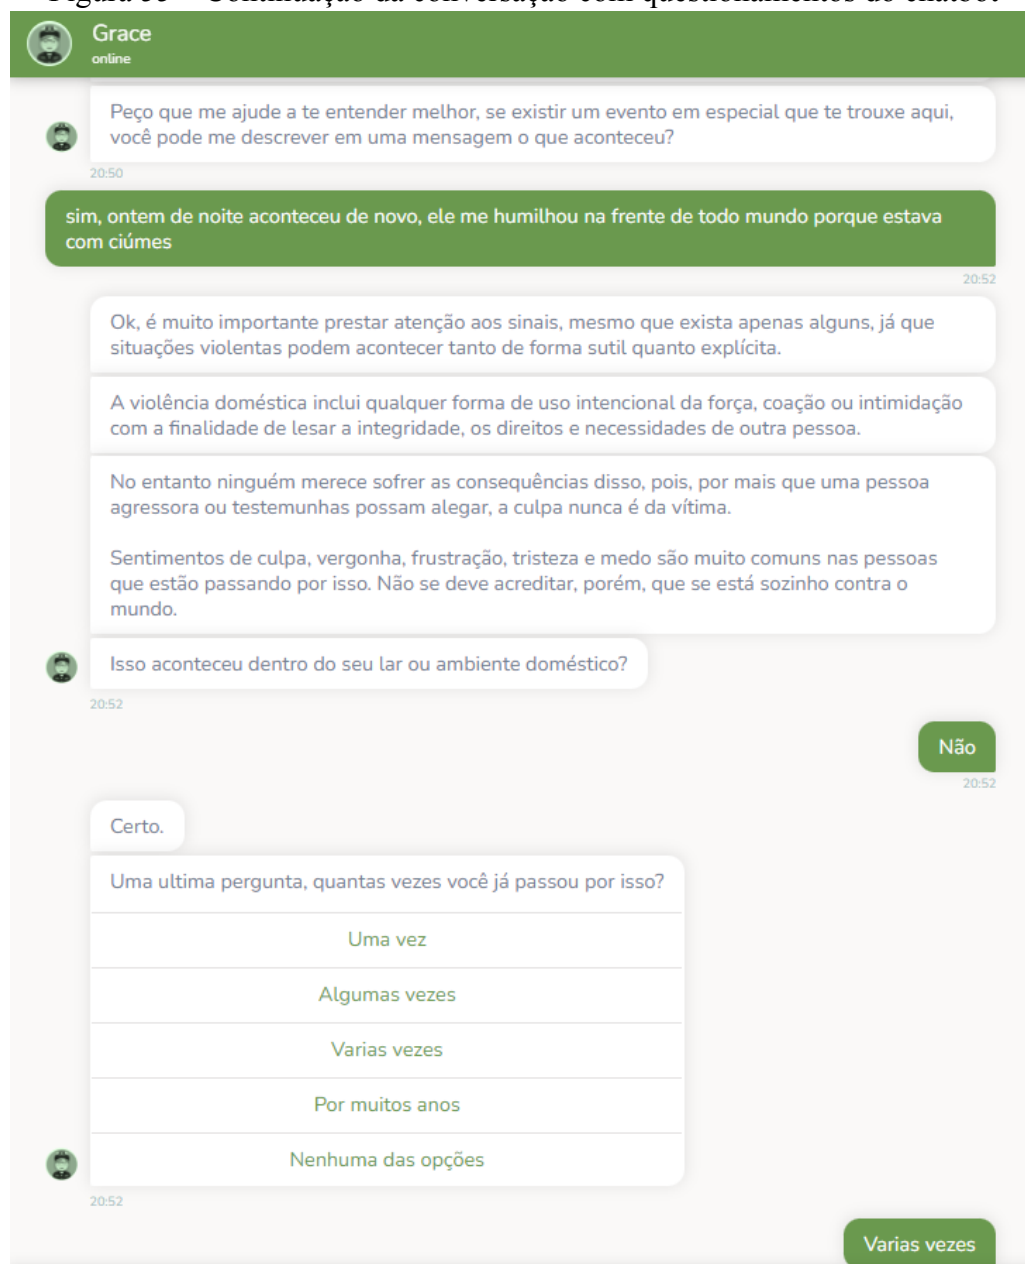 Grace
online
Peço que me ajude a te entender melhor, se existir um evento em especial que te trouxe aqui,
você pode me descrever em uma mensagem o que aconteceu?
20:50
sim, ontem de noite aconteceu de novo, ele me humilhou na frente de todo mundo porque estava
com ciúmes
20:52
Ok, é muito importante prestar atenção aos sinais, mesmo que exista apenas alguns, já que
situações violentas podem acontecer tanto de forma sutil quanto explícita.
A violência doméstica inclui qualquer forma de uso intencional da força, coação ou intimidação
com a finalidade de lesar a integridade, os direitos e necessidades de outra pessoa.
No entanto ninguém merece sofrer as consequências disso, pois, por mais que uma pessoa
agressora ou testemunhas possam alegar, a culpa nunca é da vítima.
Sentimentos de culpa, vergonha, frustração, tristeza e medo são muito comuns nas pessoas
que estão passando por isso. Não se deve acreditar, porém, que se está sozinho contra o
mundo.
Isso aconteceu dentro do seu lar ou ambiente doméstico?
20:52
Não
20:52
Certo.
Uma ultima pergunta, quantas vezes você já passou por isso?
Uma vez
Algumas vezes
Varias vezes
Por muitos anos
Nenhuma das opções
20:52
Varias vezes